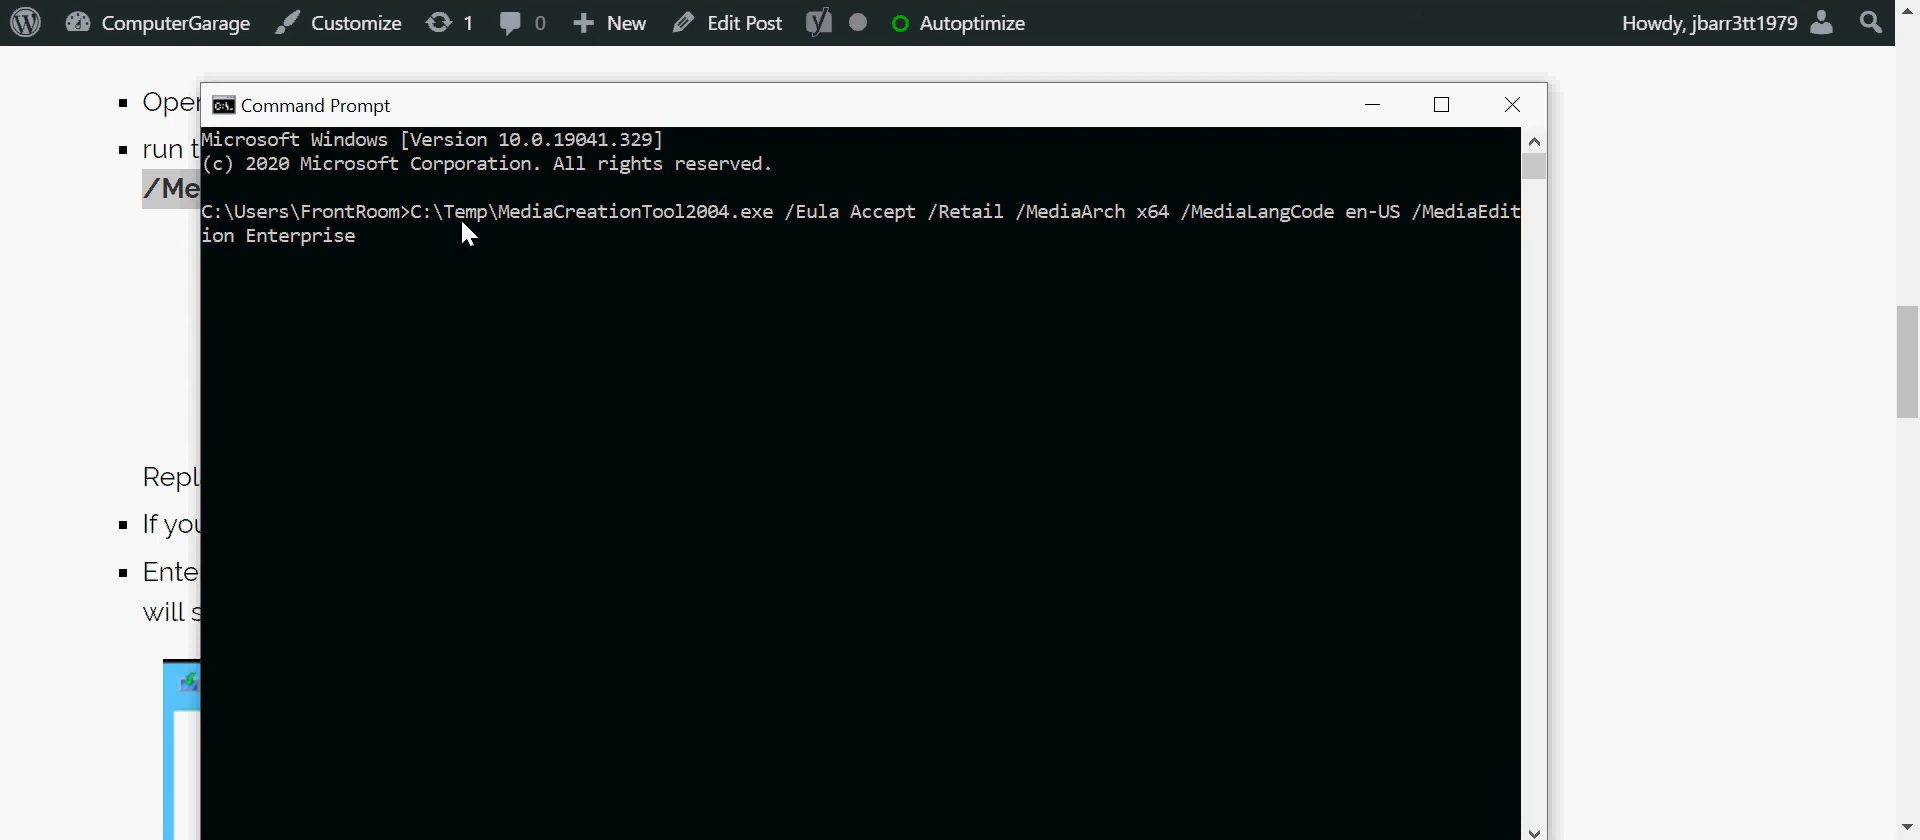 ComputerGarage Customize 1 0 New Edit Post Autoptimize Howdy, jbarr3tt1979
Command Prompt
Microsoft Windows [Version 10.0.19041.329]
run t
(c) 2020 Microsoft Corporation. All rights reserved.
/Me
C:\Users\FrontRoom>C:\Temp\MediaCreationTool2004.exe /Eula Accept /Retail /MediaArch x64 /MediaLangCode en-US /MediaEdit
ion Enterprise
Repl
If you
Ente
will s